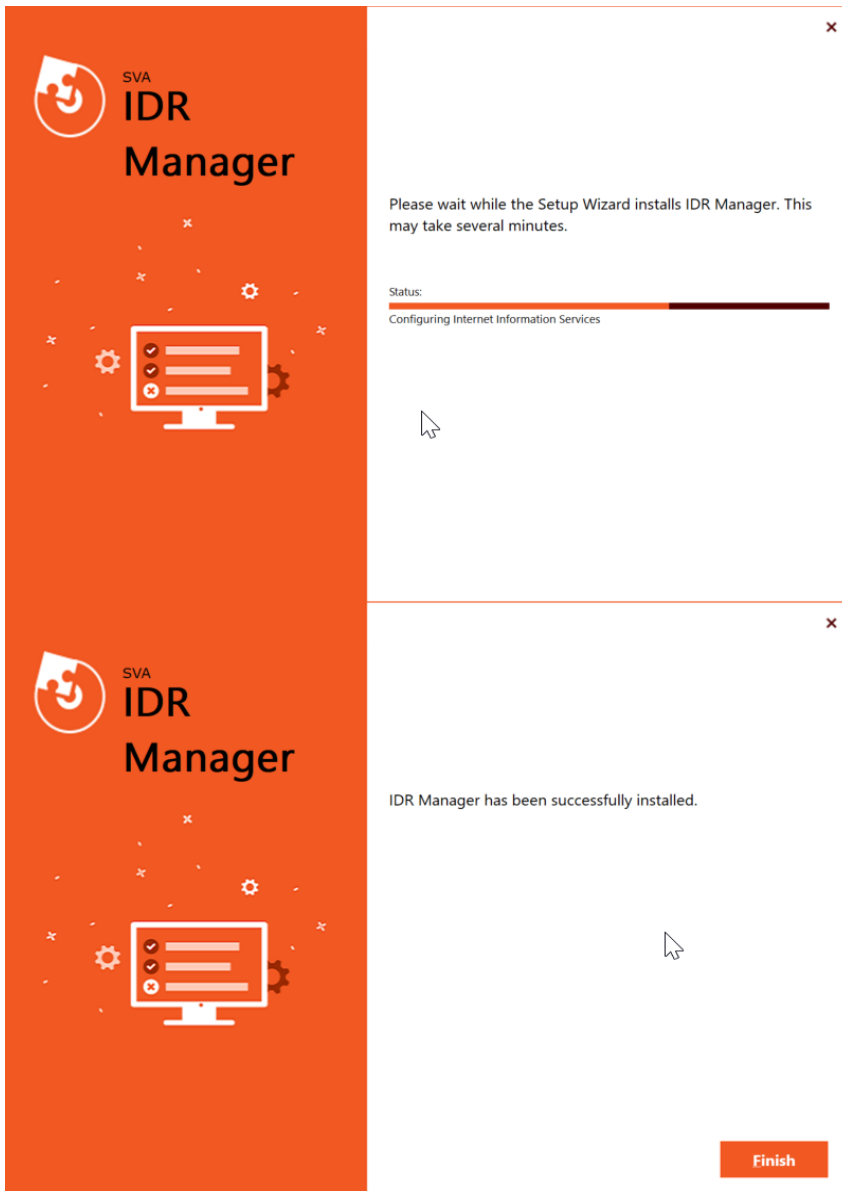 SVA
IDR
Manager
Please wait while the Setup Wizard installs IDR Manager. This
may take several minutes.
Status:
Configuring Internet Information Services
SVA
IDR
Manager
IDR Manager has been successfully installed.
Finish